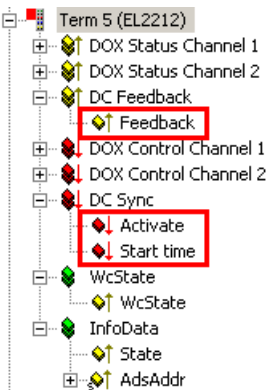 Term 5 (EL2212)
DOX Status Channel 1
DOX Status Channel 2
DC Feedback
Feedback
DOX Control Channel 1
DOX Control Channel 2
DC Sync
Activate
Start time
WcState
WcState
InfoData
State
AdsAddr